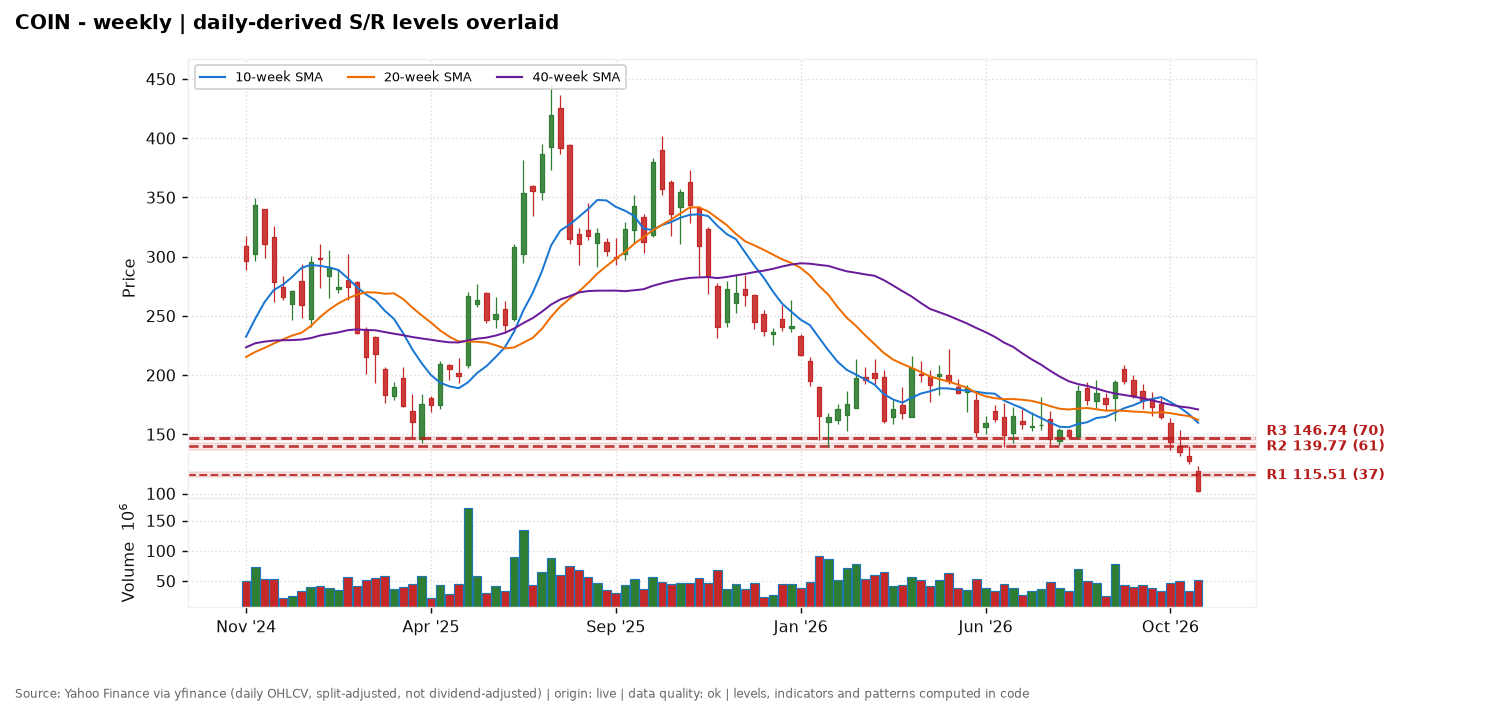 COIN - weekly | daily-derived S/R levels overlaid
10-week SMA 20-week SMA 40-week SMA
Price
450
400
350
300
250
200
150
100
R3 146.74 (70)
R2 139.77 (61)
R1 115.51 (37)
Volume 10⁶
150
100
50
Nov '24 Apr '25 Sep '25 Jan '26 Jun '26 Oct '26
Source: Yahoo Finance via yfinance (daily OHLCV, split-adjusted, not dividend-adjusted) | origin: live | data quality: ok | levels, indicators and patterns computed in code